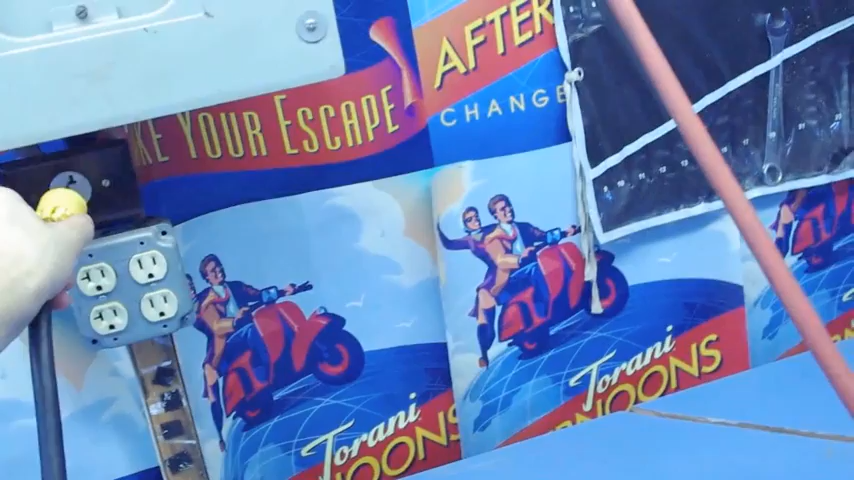 KE YOUR ESCAPE
AFTER
CHANGE
Torani
NOONS
Torani
NOONS